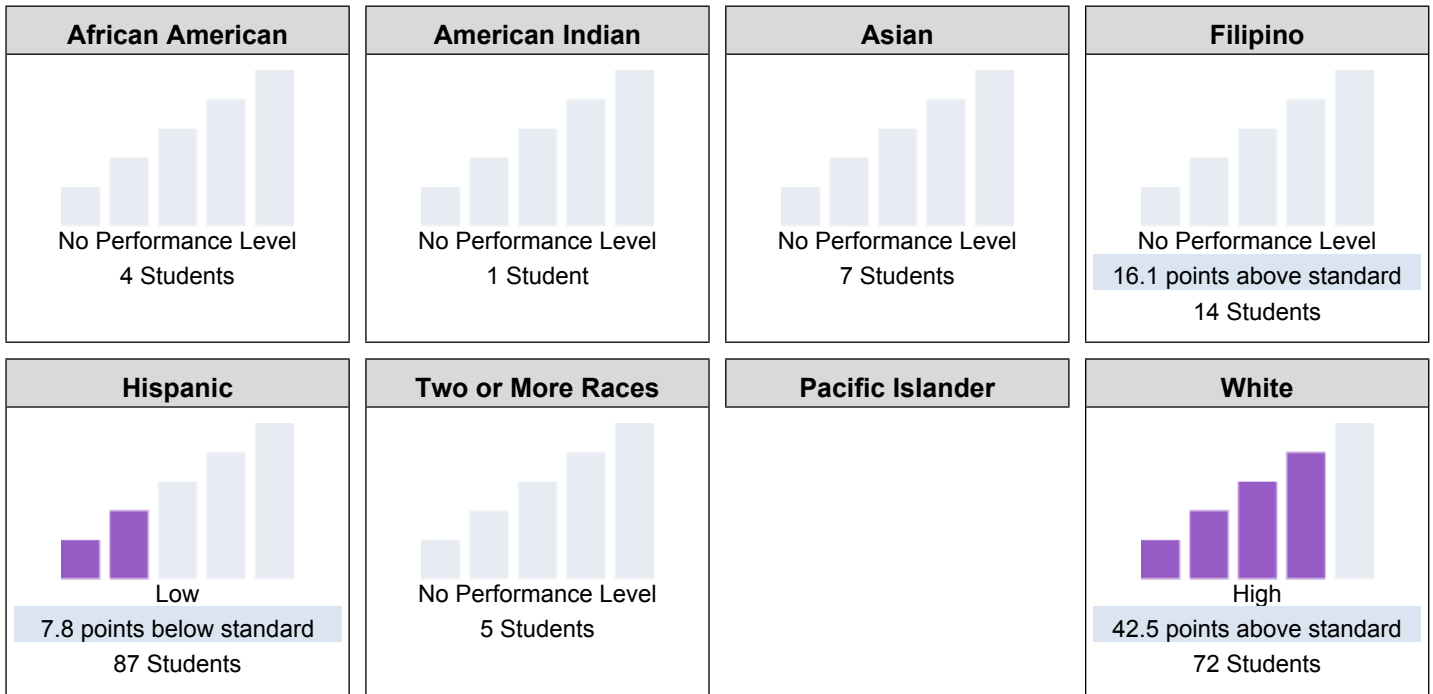 African American
No Performance Level
4 Students
American Indian
No Performance Level
1 Student
Asian
No Performance Level
7 Students
Filipino
No Performance Level
16.1 points above standard
14 Students
Hispanic
Low
7.8 points below standard
87 Students
Two or More Races
No Performance Level
5 Students
Pacific Islander
White
High
42.5 points above standard
72 Students